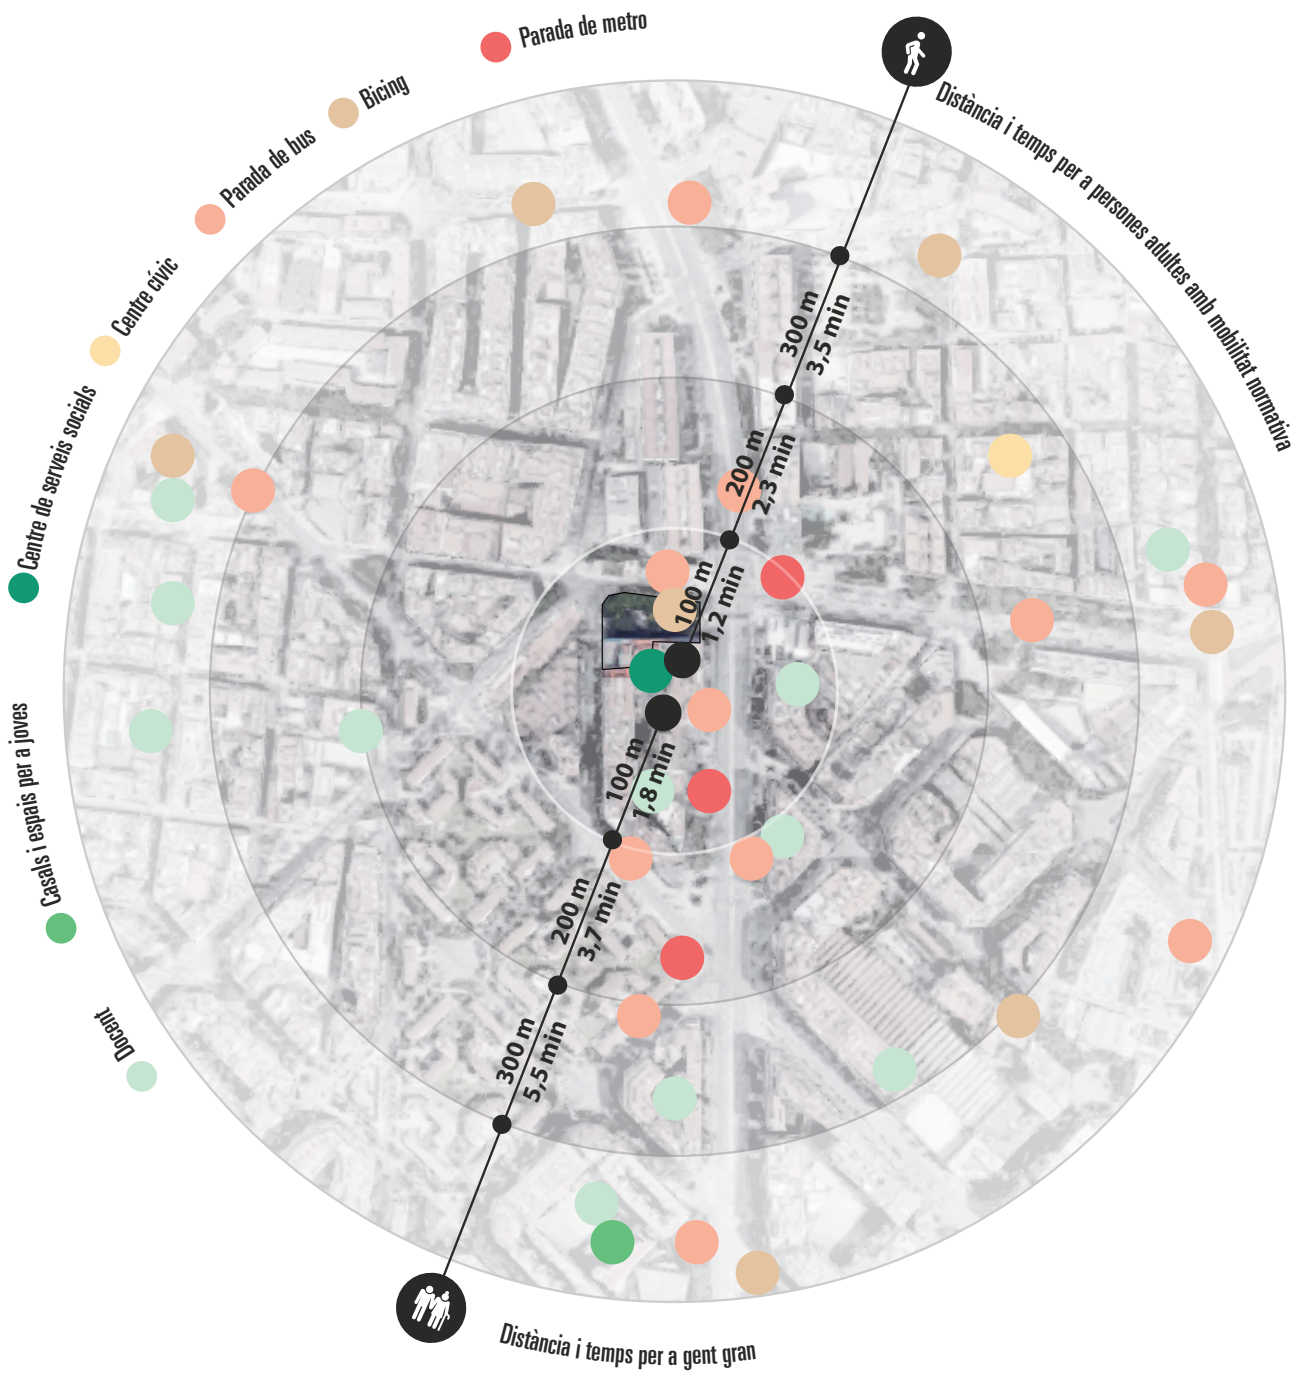 Parada de metro
Bicing
Parada de bus
Centre cívic
Centre de serveis socials
Casals i espais per a joves
Docent
Distància i temps per a persones adultes amb mobilitat normativa
300 m
3,5 min
200 m
2,3 min
100 m
1,2 min
100 m
1,8 min
200 m
3,7 min
300 m
5,5 min
Distància i temps per a gent gran